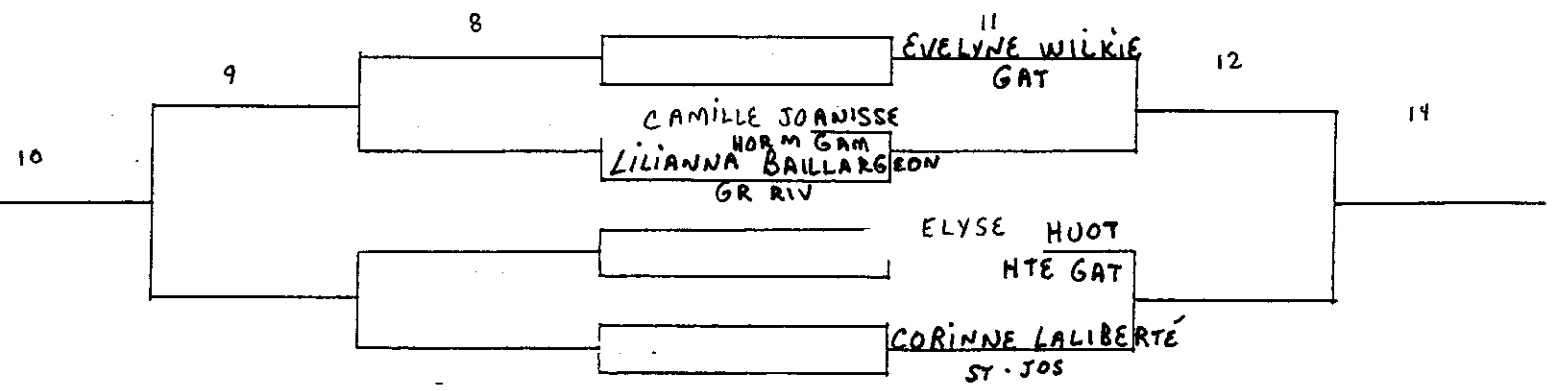 8
11
EVELYNE WILKIE
GAT
9
12
CAMILLE JOANISSE
HOR M GAM
LILIANNA BAILLARGEON
GR RIV
14
10
ELYSE HUOT
HTE GAT
CORINNE LALIBERTÉ
ST. JOS